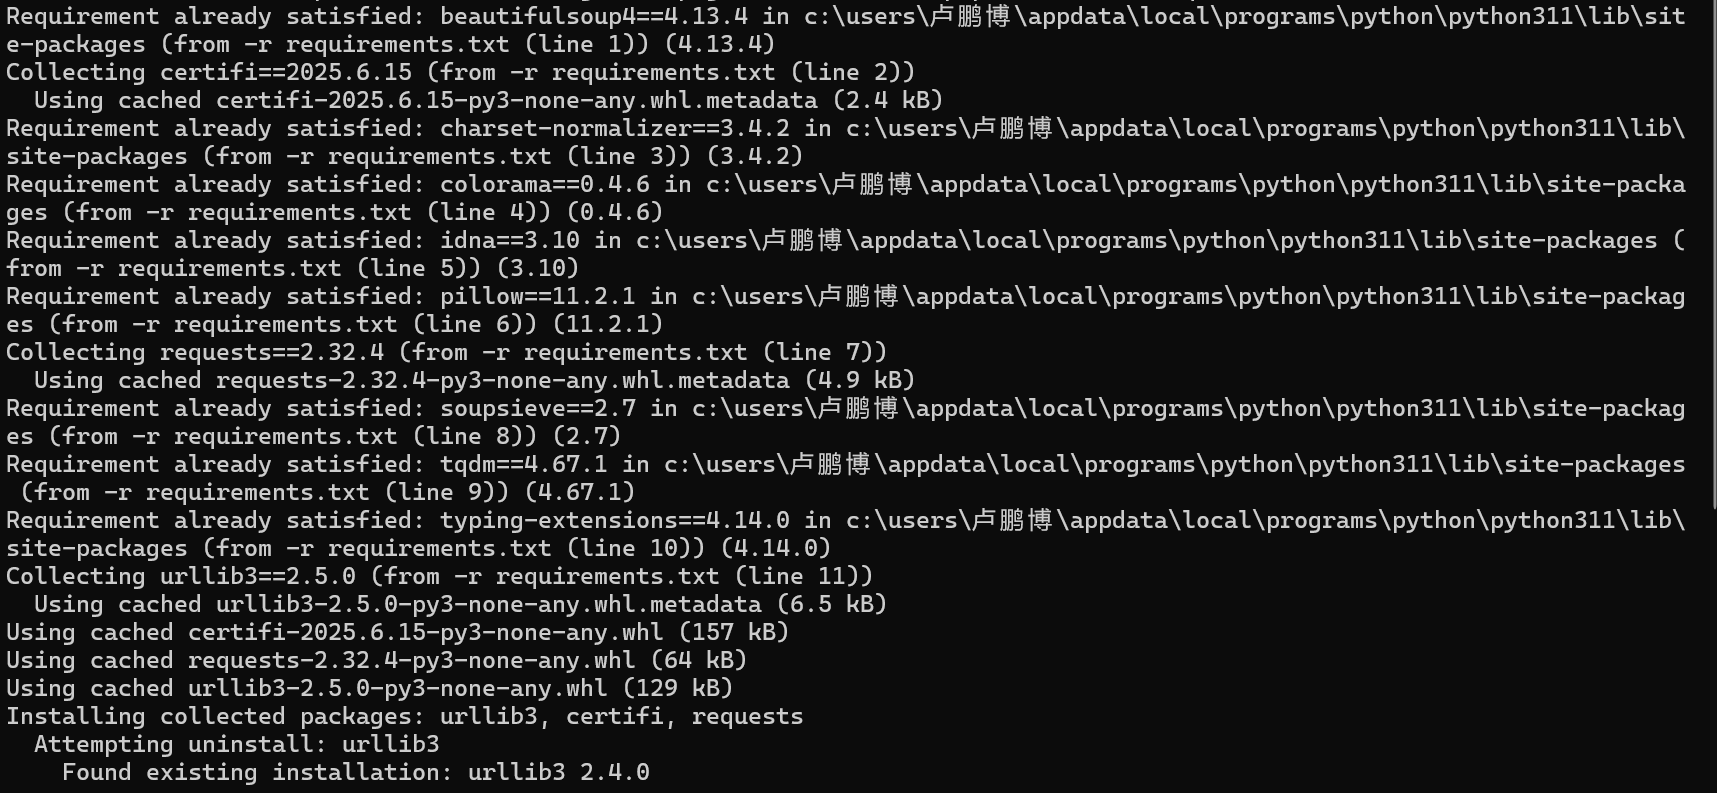 Requirement already satisfied: beautifulsoup4==4.13.4 in c:\users\卢鹏博\appdata\local\programs\python\python311\lib\sit
e-packages (from -r requirements.txt (line 1)) (4.13.4)
Collecting certifi==2025.6.15 (from -r requirements.txt (line 2))
  Using cached certifi-2025.6.15-py3-none-any.whl.metadata (2.4 kB)
Requirement already satisfied: charset-normalizer==3.4.2 in c:\users\卢鹏博\appdata\local\programs\python\python311\lib\
site-packages (from -r requirements.txt (line 3)) (3.4.2)
Requirement already satisfied: colorama==0.4.6 in c:\users\卢鹏博\appdata\local\programs\python\python311\lib\site-packa
ges (from -r requirements.txt (line 4)) (0.4.6)
Requirement already satisfied: idna==3.10 in c:\users\卢鹏博\appdata\local\programs\python\python311\lib\site-packages (
from -r requirements.txt (line 5)) (3.10)
Requirement already satisfied: pillow==11.2.1 in c:\users\卢鹏博\appdata\local\programs\python\python311\lib\site-packag
es (from -r requirements.txt (line 6)) (11.2.1)
Collecting requests==2.32.4 (from -r requirements.txt (line 7))
  Using cached requests-2.32.4-py3-none-any.whl.metadata (4.9 kB)
Requirement already satisfied: soupsieve==2.7 in c:\users\卢鹏博\appdata\local\programs\python\python311\lib\site-packag
es (from -r requirements.txt (line 8)) (2.7)
Requirement already satisfied: tqdm==4.67.1 in c:\users\卢鹏博\appdata\local\programs\python\python311\lib\site-packages
 (from -r requirements.txt (line 9)) (4.67.1)
Requirement already satisfied: typing-extensions==4.14.0 in c:\users\卢鹏博\appdata\local\programs\python\python311\lib\
site-packages (from -r requirements.txt (line 10)) (4.14.0)
Collecting urllib3==2.5.0 (from -r requirements.txt (line 11))
  Using cached urllib3-2.5.0-py3-none-any.whl.metadata (6.5 kB)
Using cached certifi-2025.6.15-py3-none-any.whl (157 kB)
Using cached requests-2.32.4-py3-none-any.whl (64 kB)
Using cached urllib3-2.5.0-py3-none-any.whl (129 kB)
Installing collected packages: urllib3, certifi, requests
  Attempting uninstall: urllib3
    Found existing installation: urllib3 2.4.0